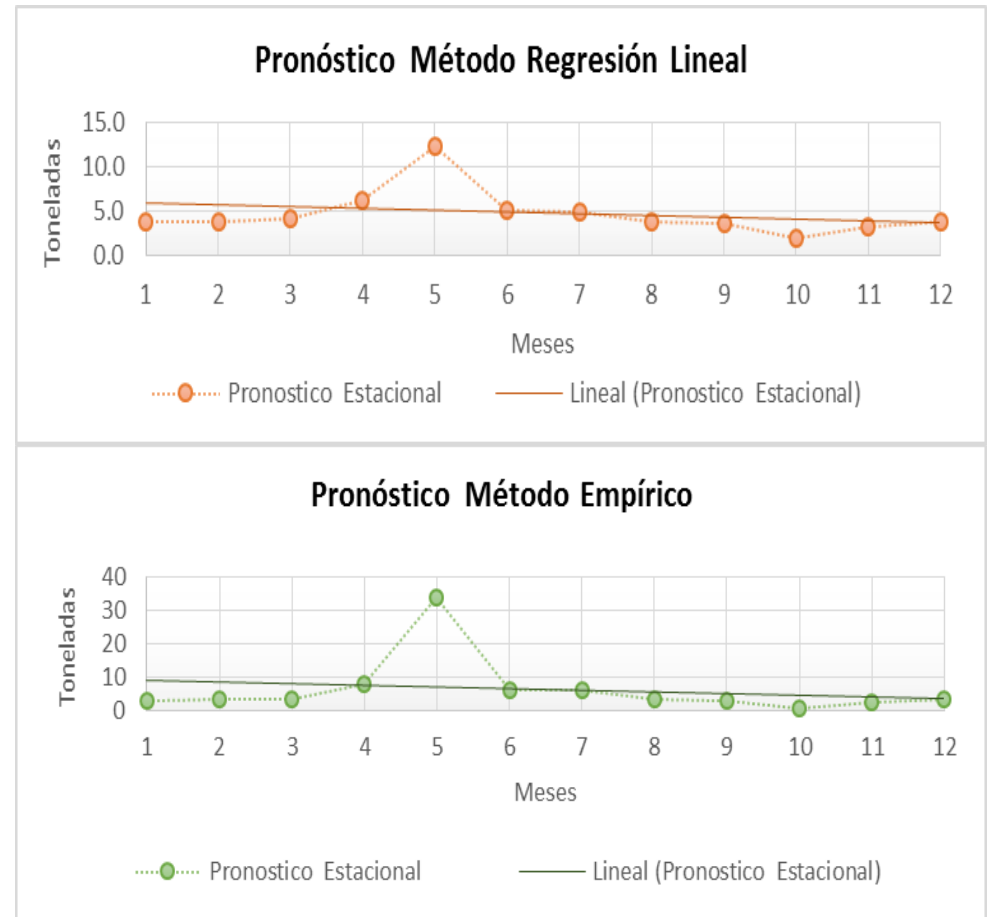 Pronóstico Método Regresión Lineal
Toneladas
15.0
10.0
5.0
0.0
1 2 3 4 5 6 7 8 9 10 11 12
Meses
Pronostico Estacional Lineal (Pronostico Estacional)
Pronóstico Método Empírico
Toneladas
40
30
20
10
0
1 2 3 4 5 6 7 8 9 10 11 12
Meses
Pronostico Estacional Lineal (Pronostico Estacional)